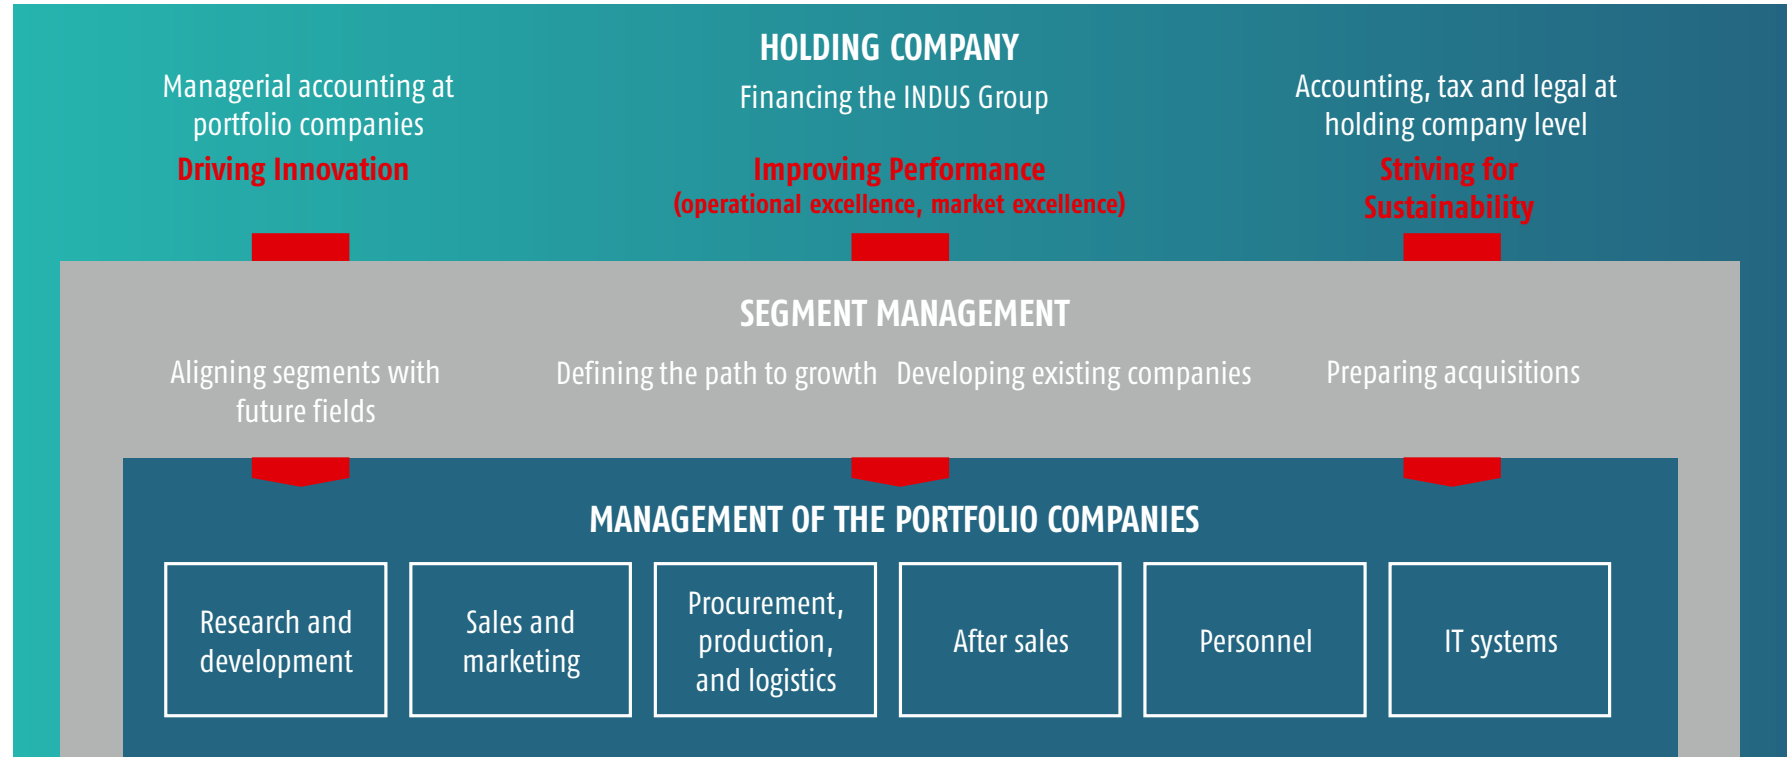 HOLDING COMPANY
Managerial accounting at
portfolio companies
Driving Innovation
Financing the INDUS Group
Improving Performance
(operational excellence, market excellence)
Accounting, tax and legal at
holding company level
Striving for
Sustainability
SEGMENT MANAGEMENT
Aligning segments with
future fields
Defining the path to growth
Developing existing companies
Preparing acquisitions
MANAGEMENT OF THE PORTFOLIO COMPANIES
Research and
development
Sales and
marketing
Procurement,
production,
and logistics
After sales
Personnel
IT systems